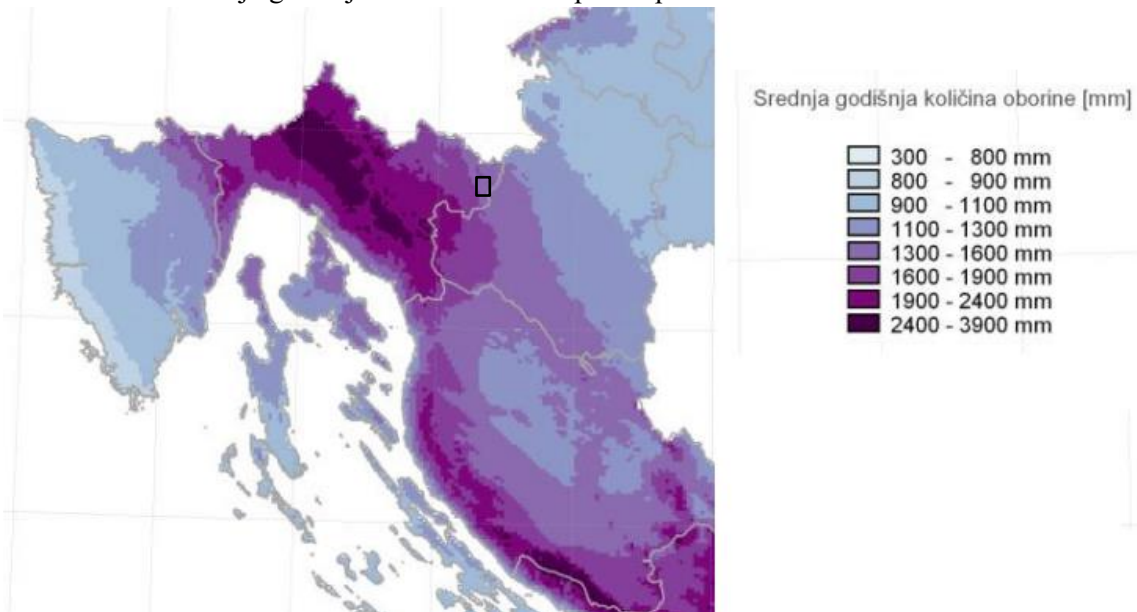 Srednja godišnja količina oborine [mm]
300 - 800 mm
800 - 900 mm
900 - 1100 mm
1100 - 1300 mm
1300 - 1600 mm
1600 - 1900 mm
1900 - 2400 mm
2400 - 3900 mm